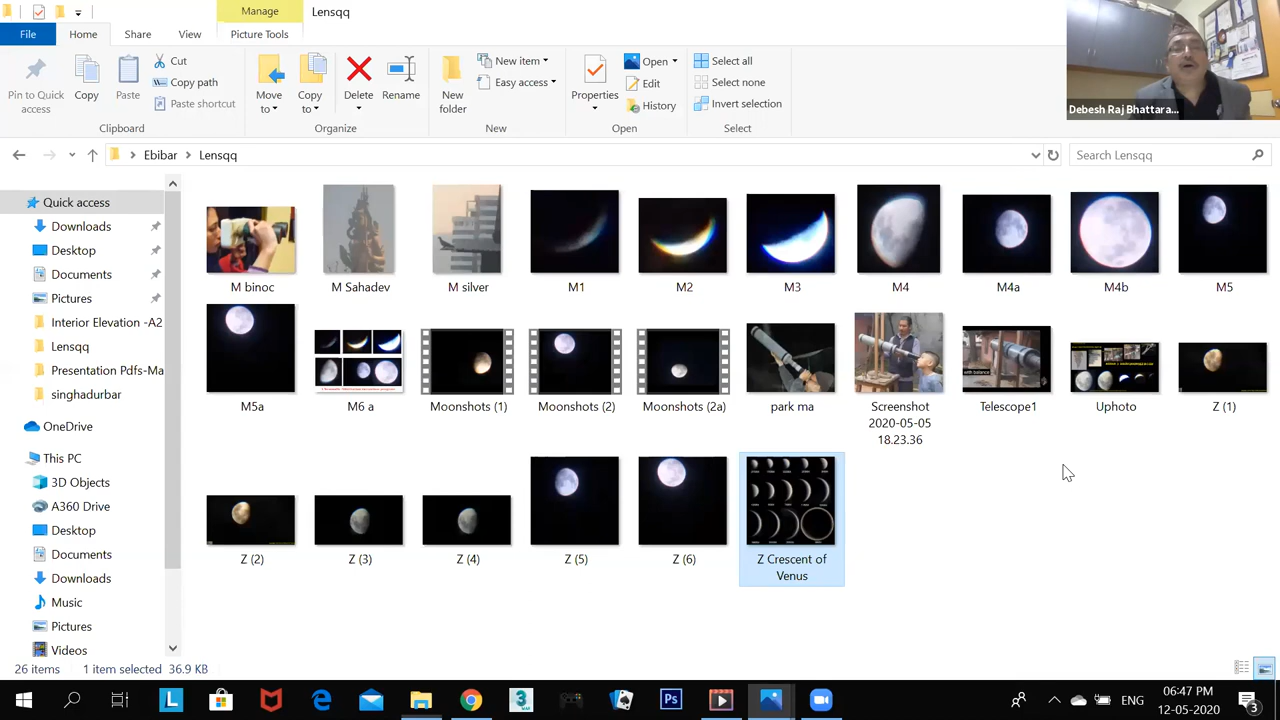 Manage
Lensqq
File
Home
Share
View
Picture Tools
Pin to Quick access
Copy
Paste
Cut
Copy path
Paste shortcut
Move to
Copy to
Delete
Rename
New folder
New item
Easy access
Properties
Open
Edit
History
Select all
Select none
Invert selection
Clipboard
Organize
New
Open
Select
Debesh Raj Bhattara...
Ebibar
Lensqq
Search Lensqq
Quick access
Downloads
Desktop
Documents
Pictures
Interior Elevation -A2
Lensqq
Presentation Pdfs-Ma
singhadurbar
OneDrive
This PC
3D Objects
A360 Drive
Desktop
Documents
Downloads
Music
Pictures
Videos
M binoc
M Sahadev
M silver
M1
M2
M3
M4
M4a
M4b
M5
M5a
M6 a
Moonshots (1)
Moonshots (2)
Moonshots (2a)
park ma
Screenshot
2020-05-05
18.23.36
Telescope1
Uphoto
Z (1)
with balance
Z (2)
Z (3)
Z (4)
Z (5)
Z (6)
Z Crescent of
Venus
26 items
1 item selected 36.9 KB
L
Ps
3
ENG
06:47 PM
12-05-2020
3